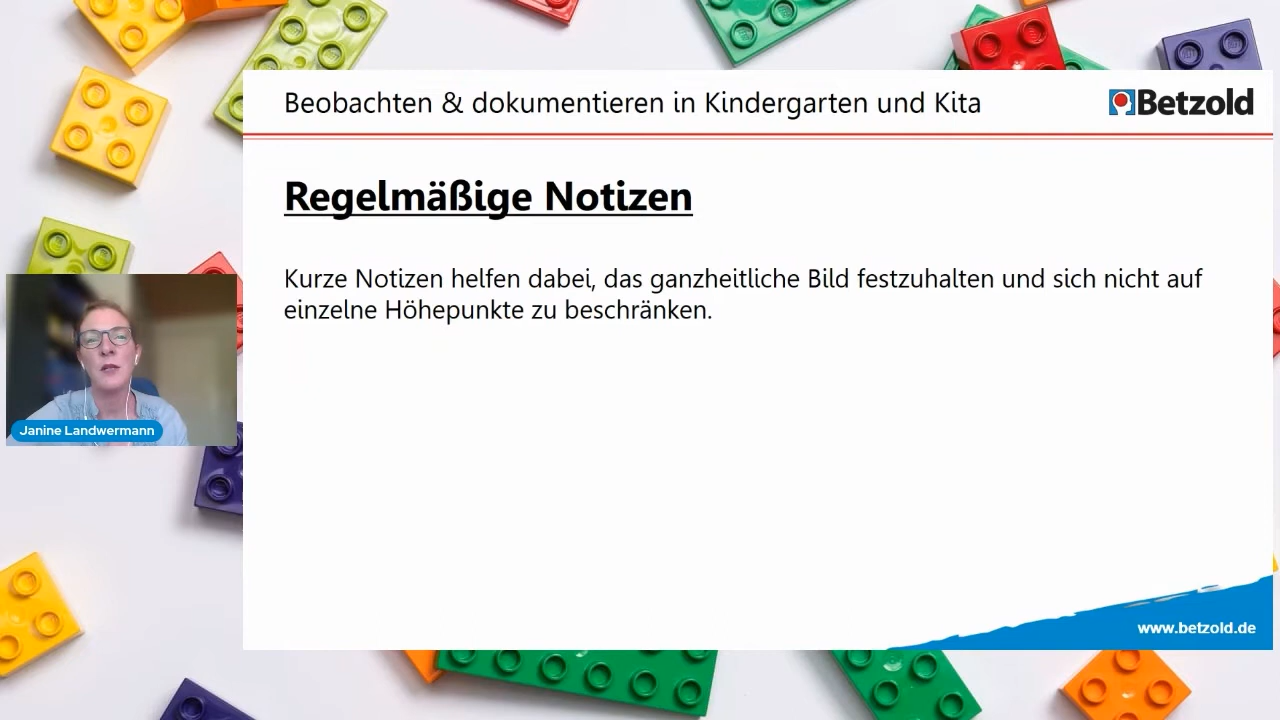 Beobachten & dokumentieren in Kindergarten und Kita
Betzold
Regelmäßige Notizen
Kurze Notizen helfen dabei, das ganzheitliche Bild festzuhalten und sich nicht auf
einzelne Höhepunkte zu beschränken.
Janine Landwermann
www.betzold.de